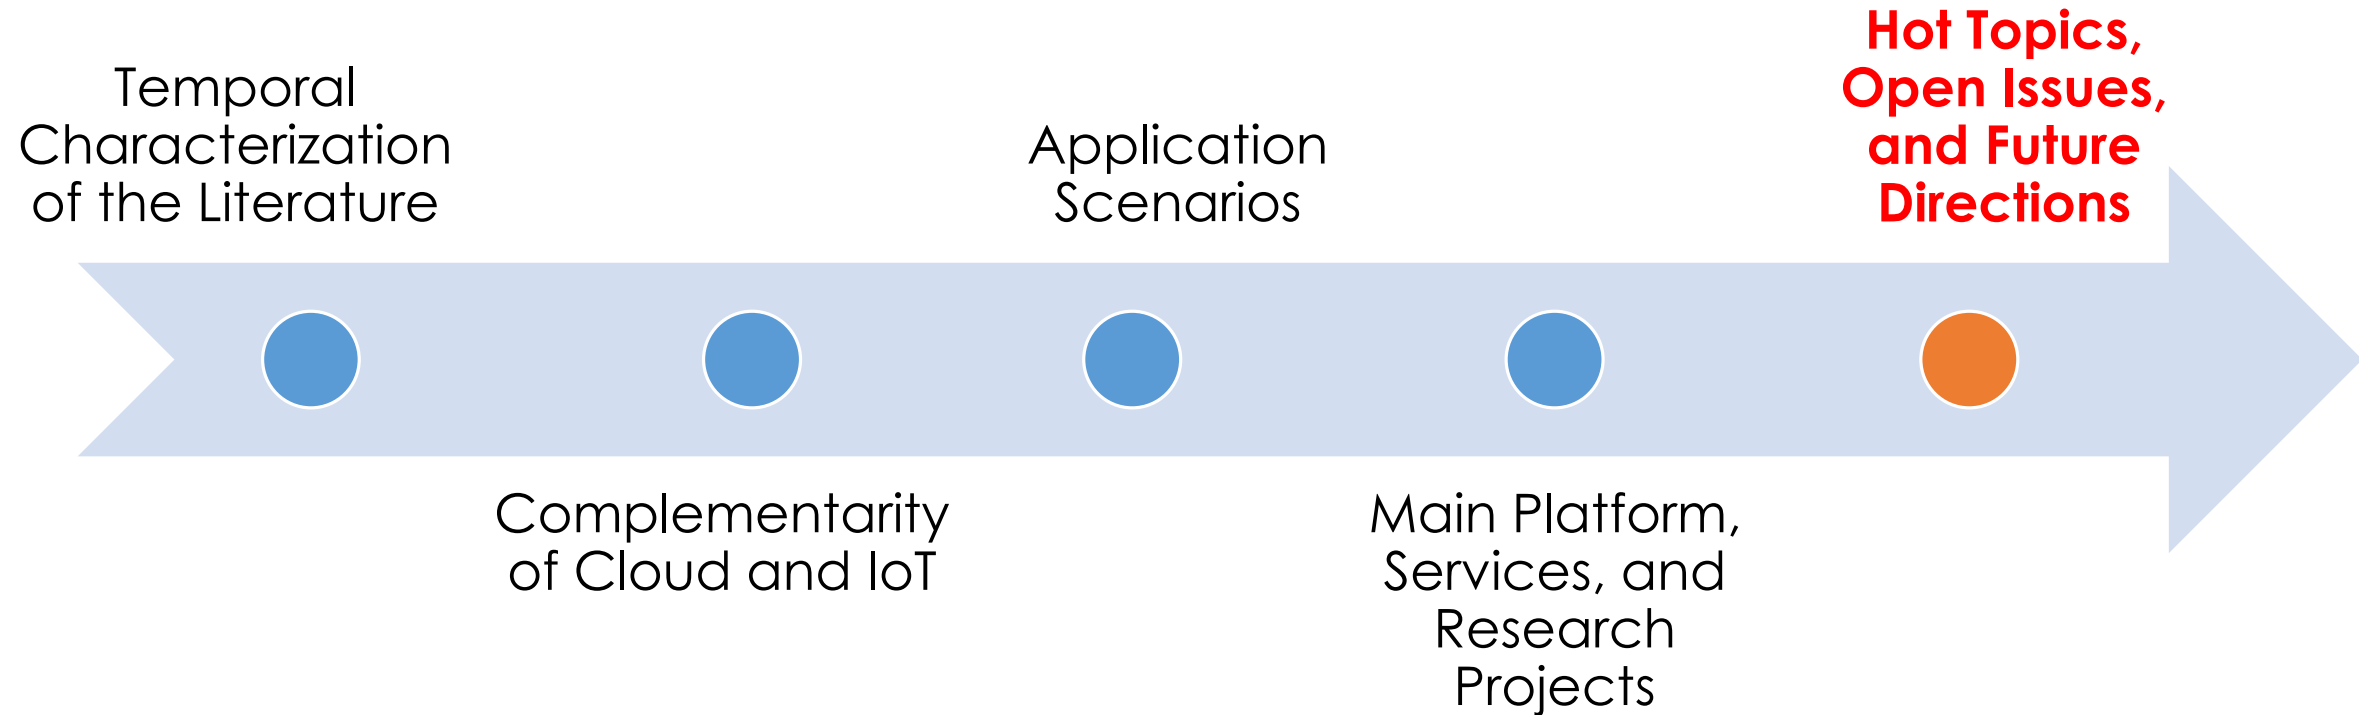 Temporal
Characterization
of the Literature
Complementarity
of Cloud and IoT
Application
Scenarios
Main Platform,
Services, and
Research
Projects
Hot Topics,
Open Issues,
and Future
Directions